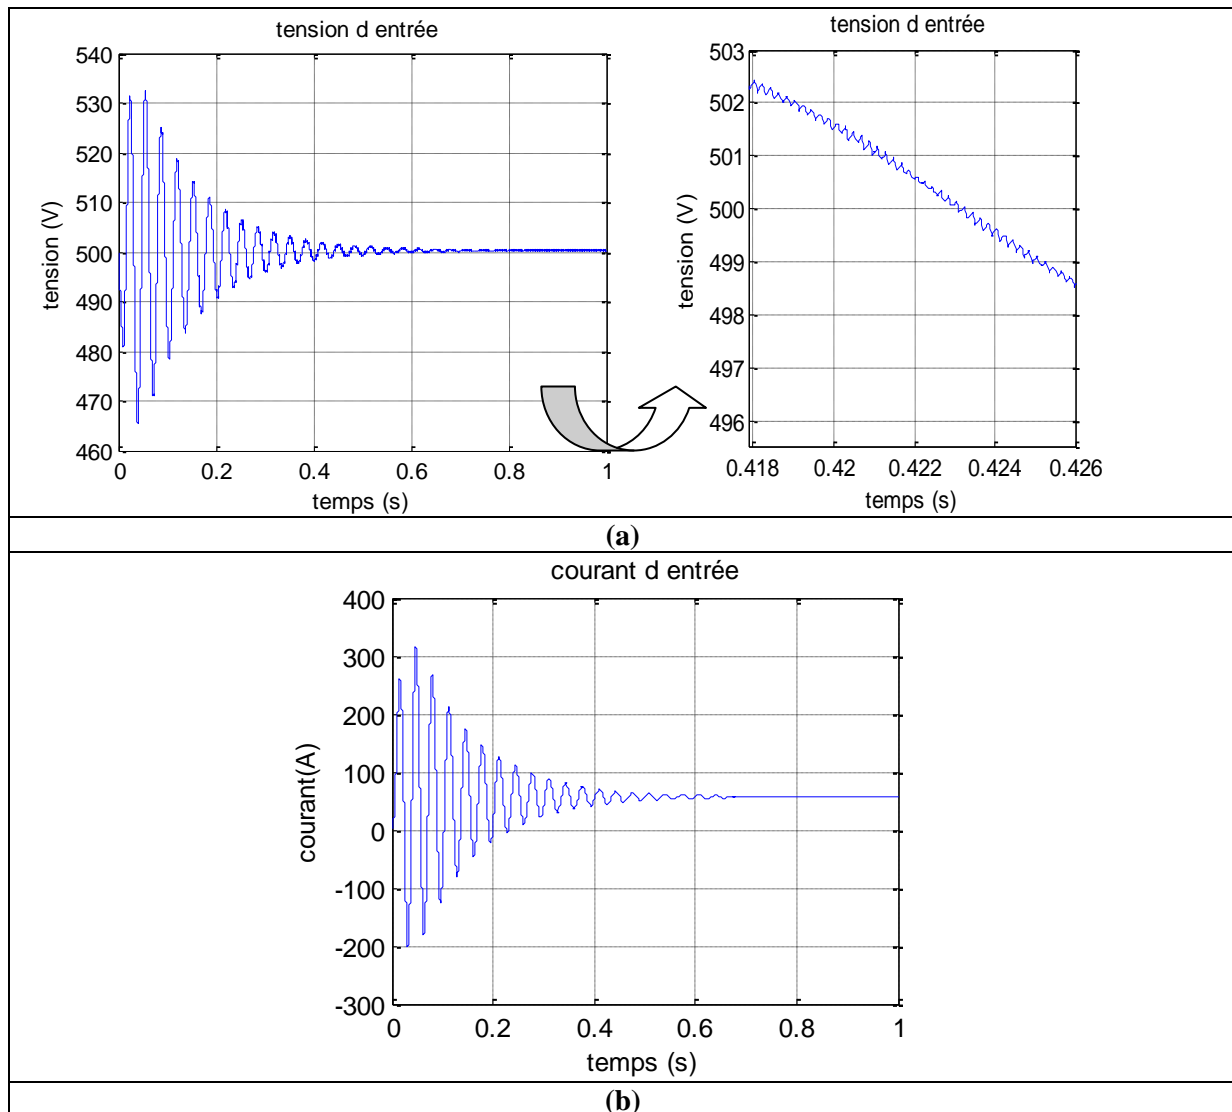 tension d entrée
540
530
520
510
500
490
480
470
460
tension (V)
0 0.2 0.4 0.6 0.8 1
temps (s)
tension d entrée
503
502
501
500
499
498
497
496
tension (V)
0.418 0.42 0.422 0.424 0.426
temps (s)
(a)
courant d entrée
400
300
200
100
0
-100
-200
-300
courant(A)
0 0.2 0.4 0.6 0.8 1
temps (s)
(b)